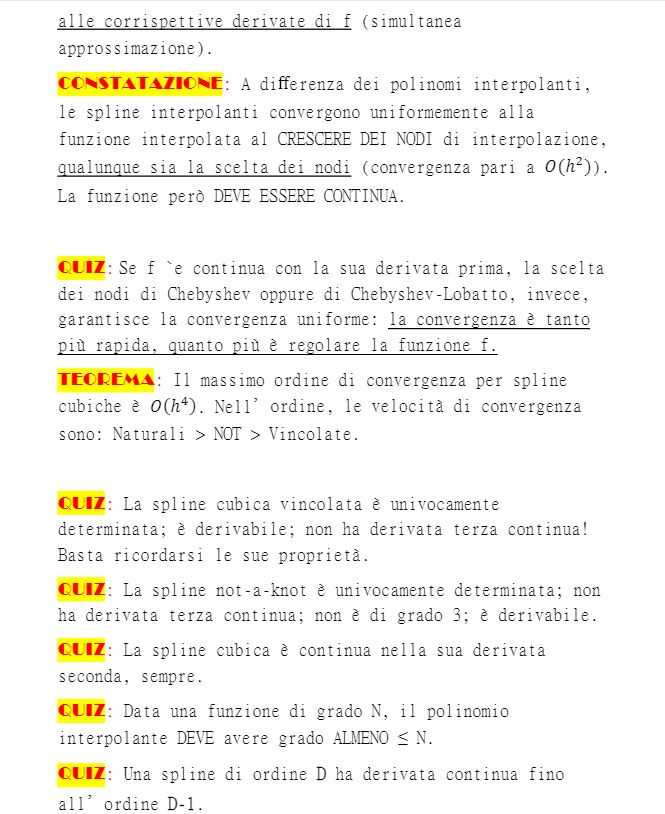 alle corrispettive derivate di f (simultanea
approssimazione).
CONSTATAZIONE: A differenza dei polinomi interpolanti,
le spline interpolanti convergono uniformemente alla
funzione interpolata al CRESCERE DEI NODI di interpolazione,
qualunque sia la scelta dei nodi (convergenza pari a O(h²)).
La funzione però DEVE ESSERE CONTINUA.
QUIZ: Se f `e continua con la sua derivata prima, la scelta
dei nodi di Chebyshev oppure di Chebyshev-Lobatto, invece,
garantisce la convergenza uniforme: la convergenza è tanto
più rapida, quanto più è regolare la funzione f.
TEOREMA: Il massimo ordine di convergenza per spline
cubiche è O(h⁴). Nell' ordine, le velocità di convergenza
sono: Naturali > NOT > Vincolate.
QUIZ: La spline cubica vincolata è univocamente
determinata; è derivabile; non ha derivata terza continua!
Basta ricordarsi le sue proprietà.
QUIZ: La spline not-a-knot è univocamente determinata; non
ha derivata terza continua; non è di grado 3; è derivabile.
QUIZ: La spline cubica è continua nella sua derivata
seconda, sempre.
QUIZ: Data una funzione di grado N, il polinomio
interpolante DEVE avere grado ALMENO ≤ N.
QUIZ: Una spline di ordine D ha derivata continua fino
all' ordine D-1.